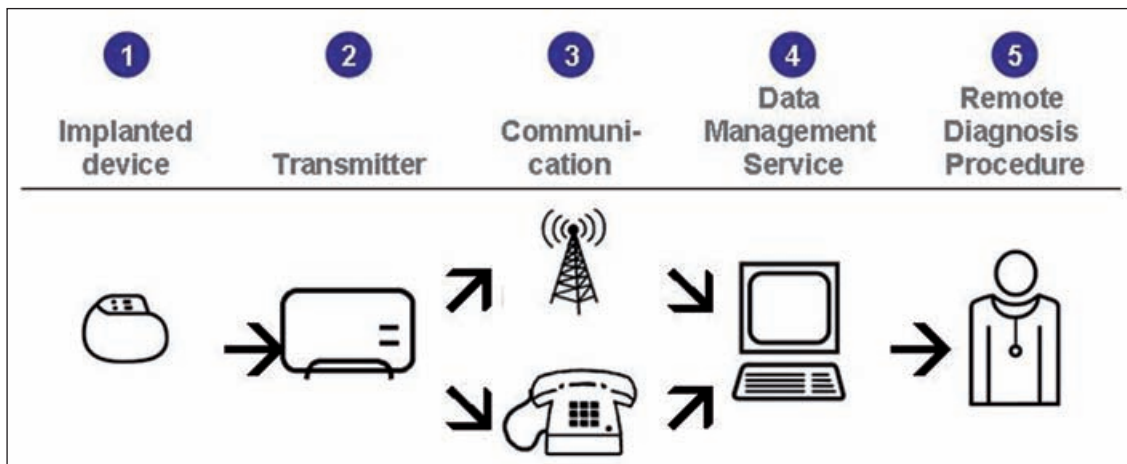 1
2
3
4
5
Implanted
device
Transmitter
Communi-
cation
Data
Management
Service
Remote
Diagnosis
Procedure